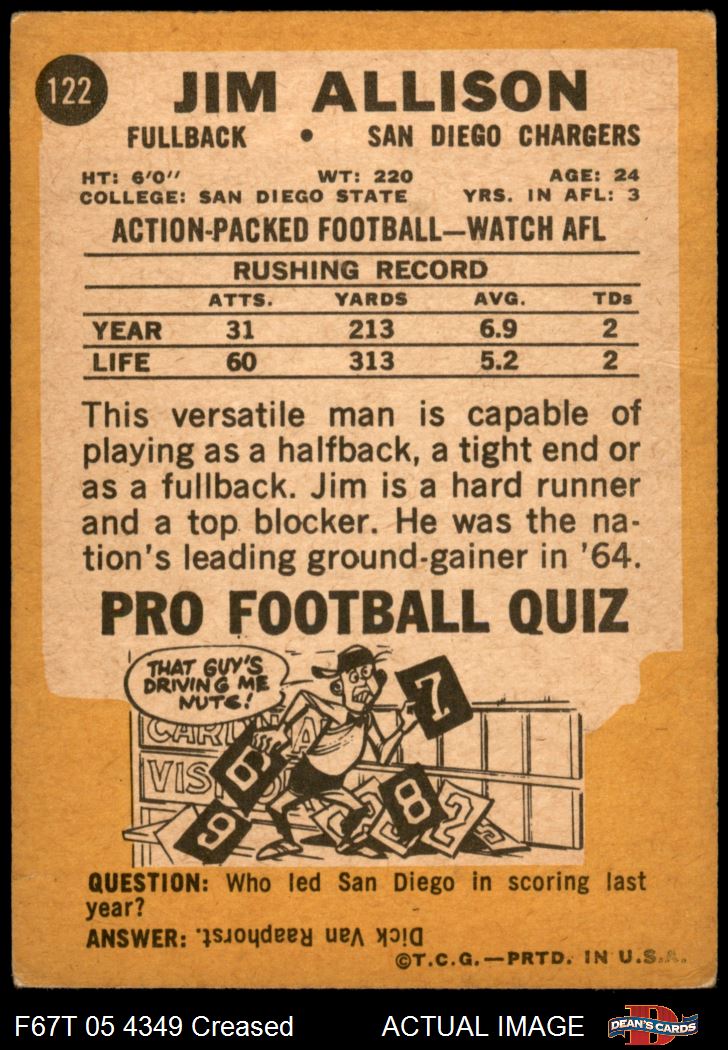 122
JIM ALLISON
FULLBACK • SAN DIEGO CHARGERS
HT: 6'0" WT: 220 AGE: 24
COLLEGE: SAN DIEGO STATE YRS. IN AFL: 3
ACTION-PACKED FOOTBALL—WATCH AFL
RUSHING RECORD
ATTS. YARDS AVG. TDs
YEAR 31 213 6.9 2
LIFE 60 313 5.2 2
This versatile man is capable of
playing as a halfback, a tight end or
as a fullback. Jim is a hard runner
and a top blocker. He was the na-
tion's leading ground-gainer in '64.
PRO FOOTBALL QUIZ
THAT GUY'S
DRIVING ME
NUTS!
7
6
9
8
2
QUESTION: Who led San Diego in scoring last
year?
ANSWER: Dick Van Raaphorst.
©T.C.G.—PRTD. IN U.S.A.
F67T 05 4349 Creased ACTUAL IMAGE
D
DEAN'S CARDS